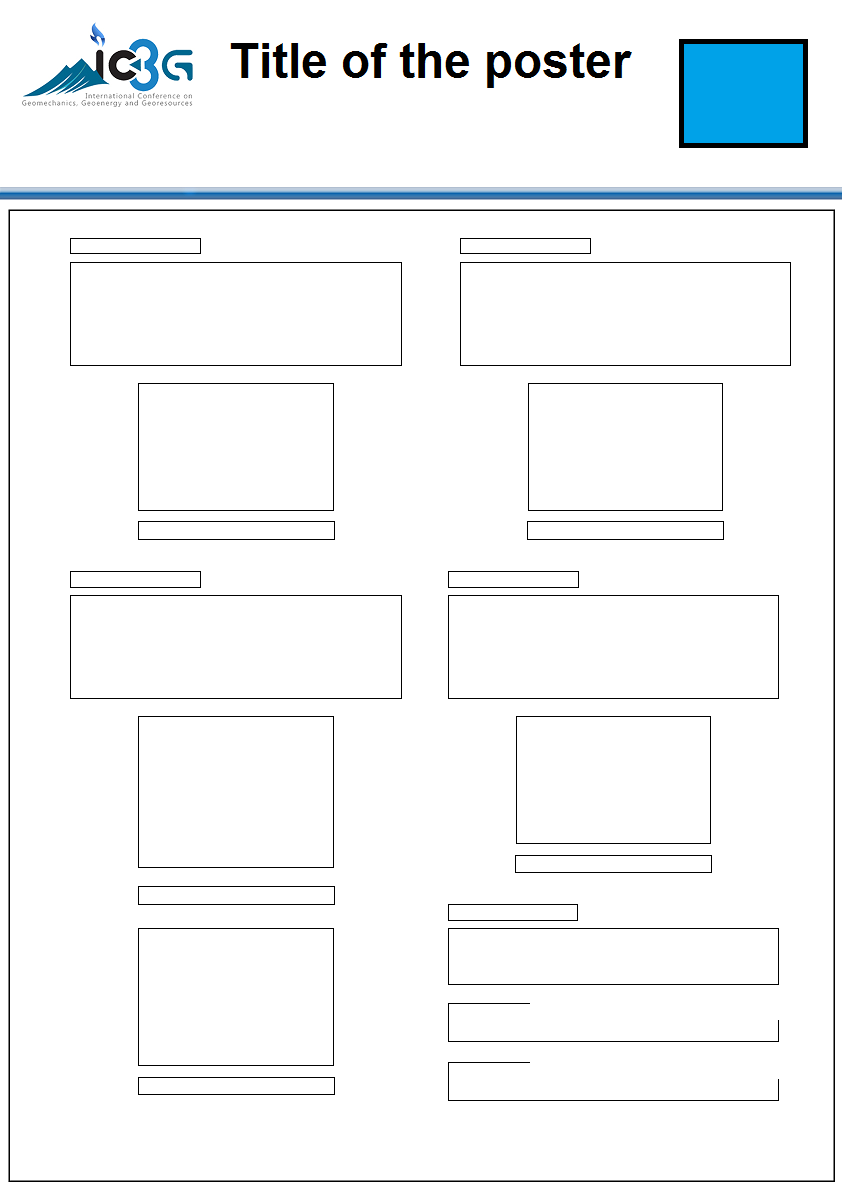 ic3G
Title of the poster
International Conference on
Geomechanics, Geoenergy and Georesources